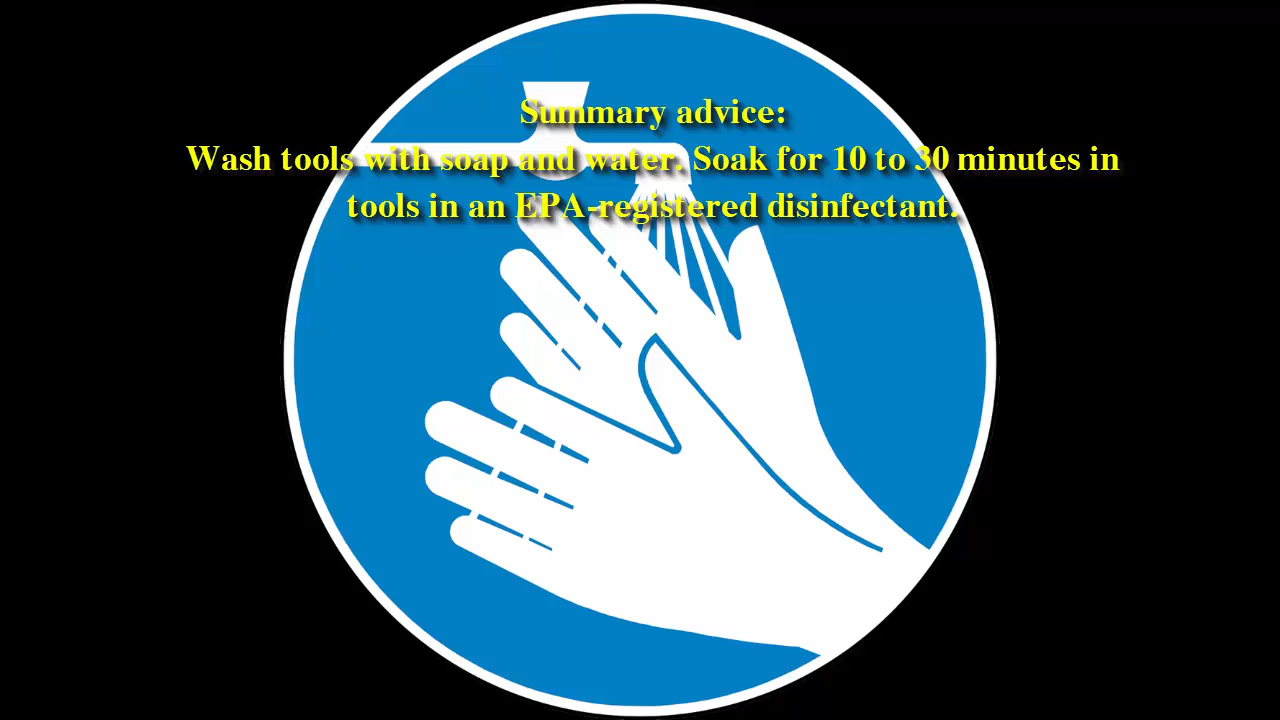 Summary advice:
Wash tools with soap and water. Soak for 10 to 30 minutes in
tools in an EPA-registered disinfectant.